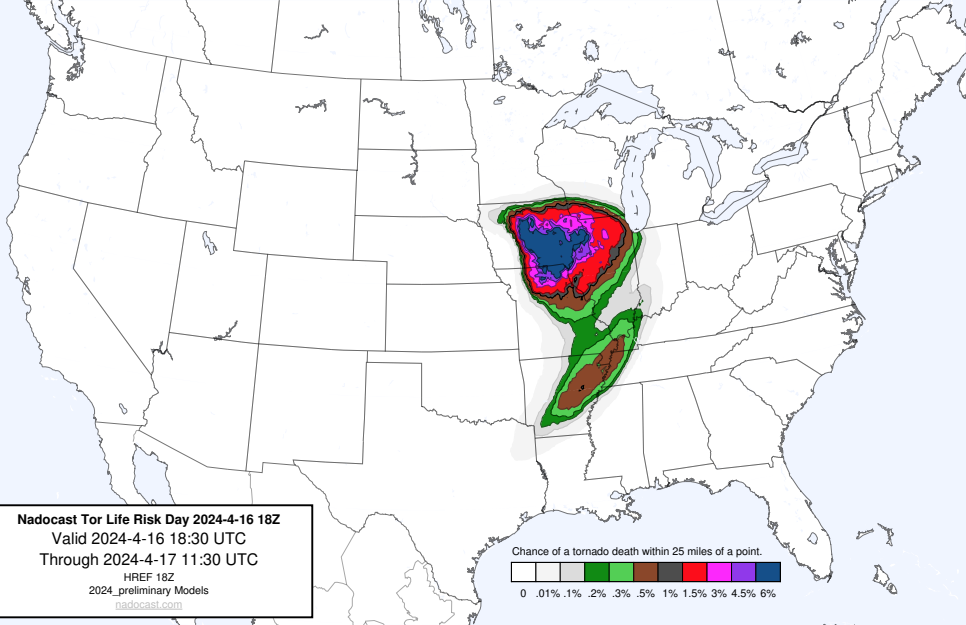 Nadocast Tor Life Risk Day 2024-4-16 18Z
Valid 2024-4-16 18:30 UTC
Through 2024-4-17 11:30 UTC
HREF 18Z
2024_preliminary Models
nadocast.com
Chance of a tornado death within 25 miles of a point.
0 .01% .1% .2% .3% .5% 1% 1.5% 3% 4.5% 6%